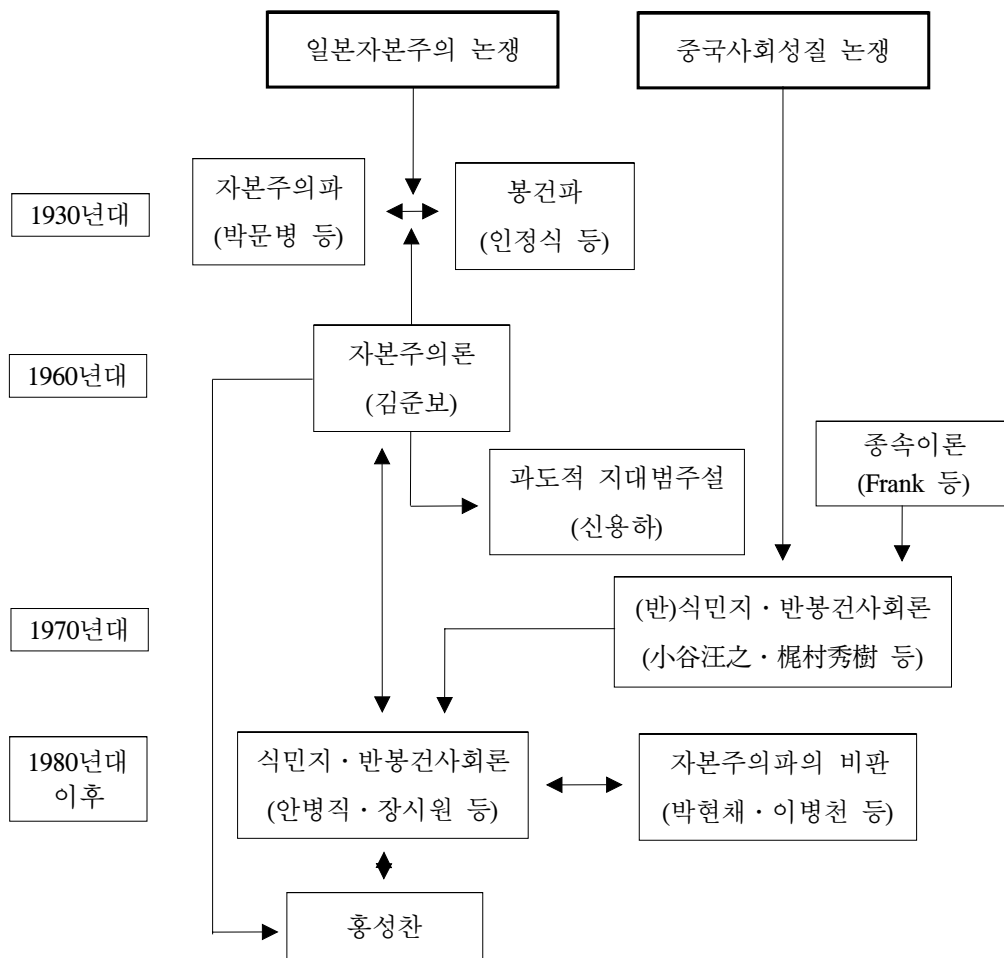 일본자본주의 논쟁
중국사회성질 논쟁
1930년대
자본주의파
(박문병 등)
봉건파
(인정식 등)
1960년대
자본주의론
(김준보)
종속이론
(Frank 등)
과도적 지대범주설
(신용하)
1970년대
(반)식민지 · 반봉건사회론
(小谷汪之 · 梶村秀樹 등)
1980년대
이후
식민지 · 반봉건사회론
(안병직 · 장시원 등)
자본주의파의 비판
(박현채 · 이병천 등)
홍성찬